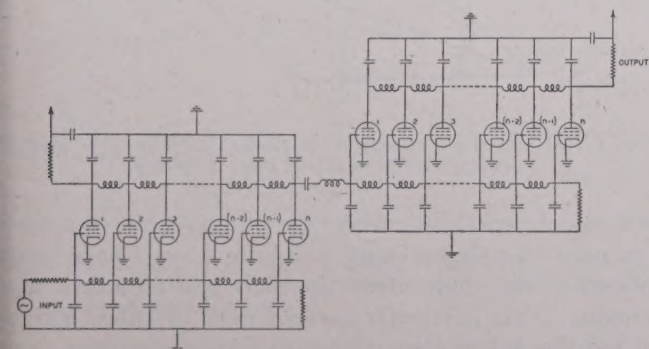 OUTPUT
1 2 3 (n-2) (n-1) n
1 2 3 (n-2) (n-1) n
INPUT